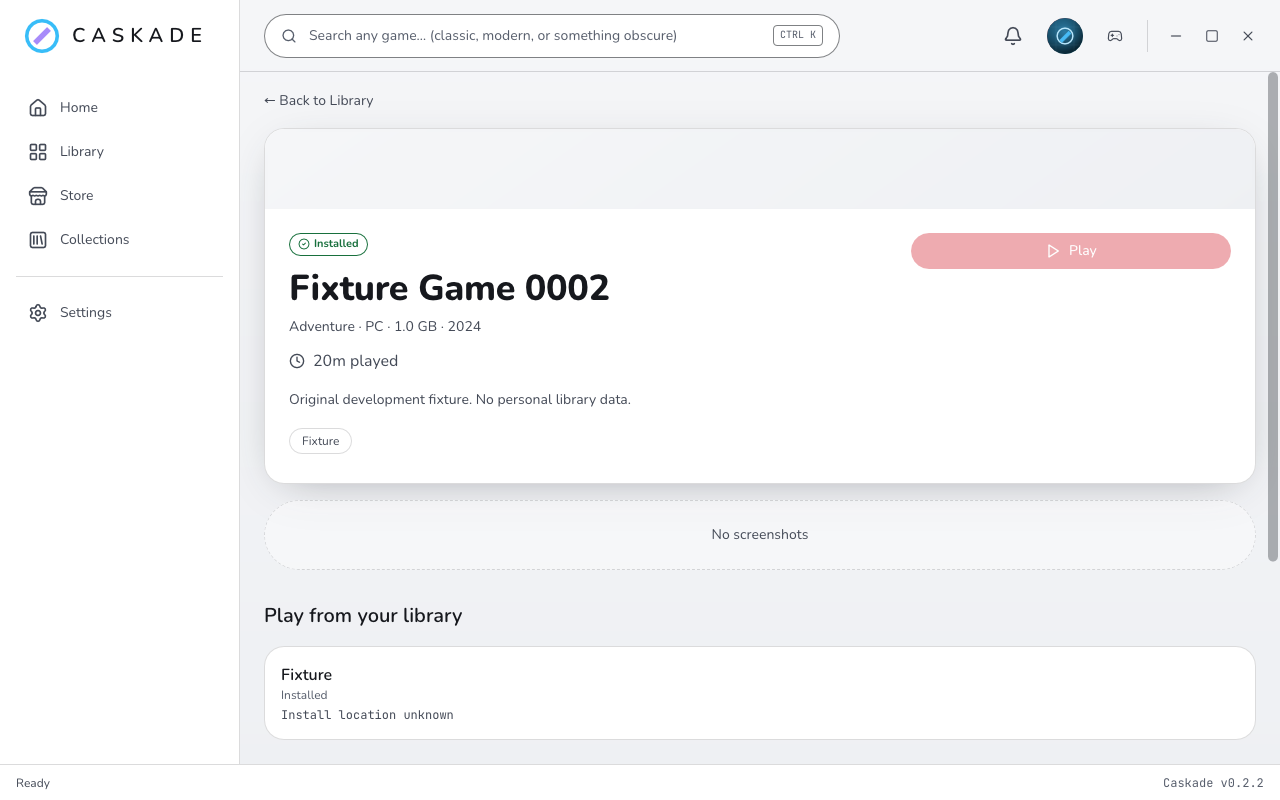 CASKADE
Search any game... (classic, modern, or something obscure)
CTRL K
Home
Library
Store
Collections
Settings
← Back to Library
Installed
Play
Fixture Game 0002
Adventure · PC · 1.0 GB · 2024
20m played
Original development fixture. No personal library data.
Fixture
No screenshots
Play from your library
Fixture
Installed
Install location unknown
Ready
Caskade v0.2.2